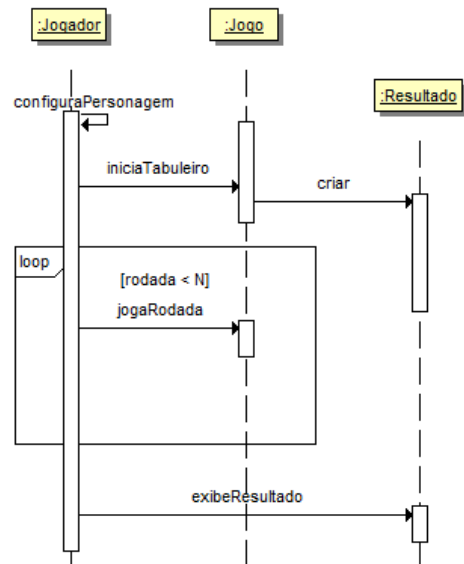 :Jogador
:Jogo
:Resultado
configuraPersonagem
iniciaTabuleiro
criar
loop
[rodada < N]
jogaRodada
exibeResultado